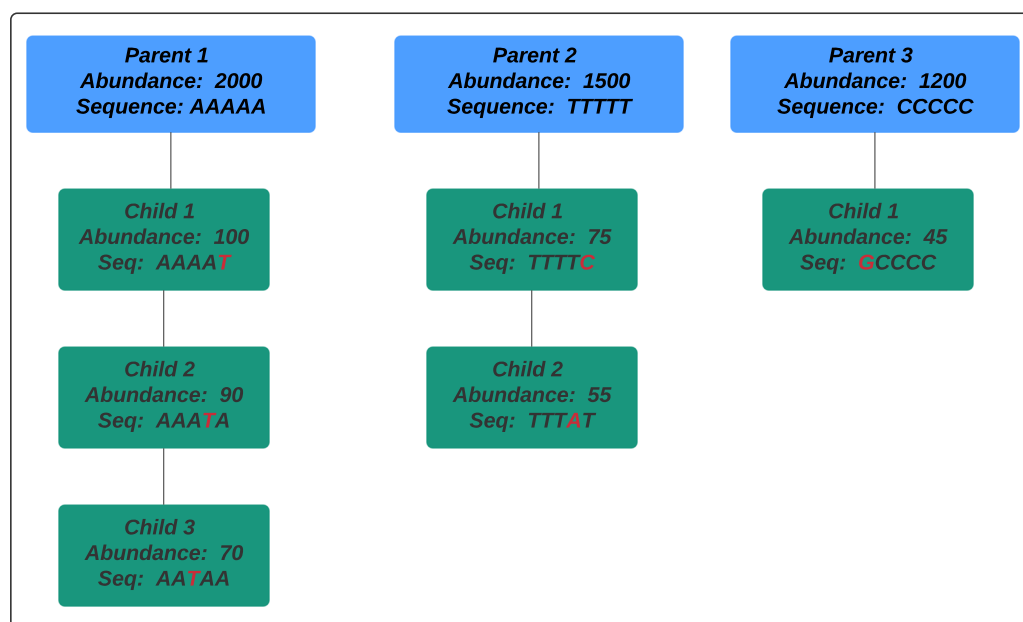 Parent 1
Abundance: 2000
Sequence: AAAAA
Child 1
Abundance: 100
Seq: AAAAT
Child 2
Abundance: 90
Seq: AAATA
Child 3
Abundance: 70
Seq: AATAA
Parent 2
Abundance: 1500
Sequence: TTTTT
Child 1
Abundance: 75
Seq: TTTTC
Child 2
Abundance: 55
Seq: TTTAT
Parent 3
Abundance: 1200
Sequence: CCCCC
Child 1
Abundance: 45
Seq: GCCCC